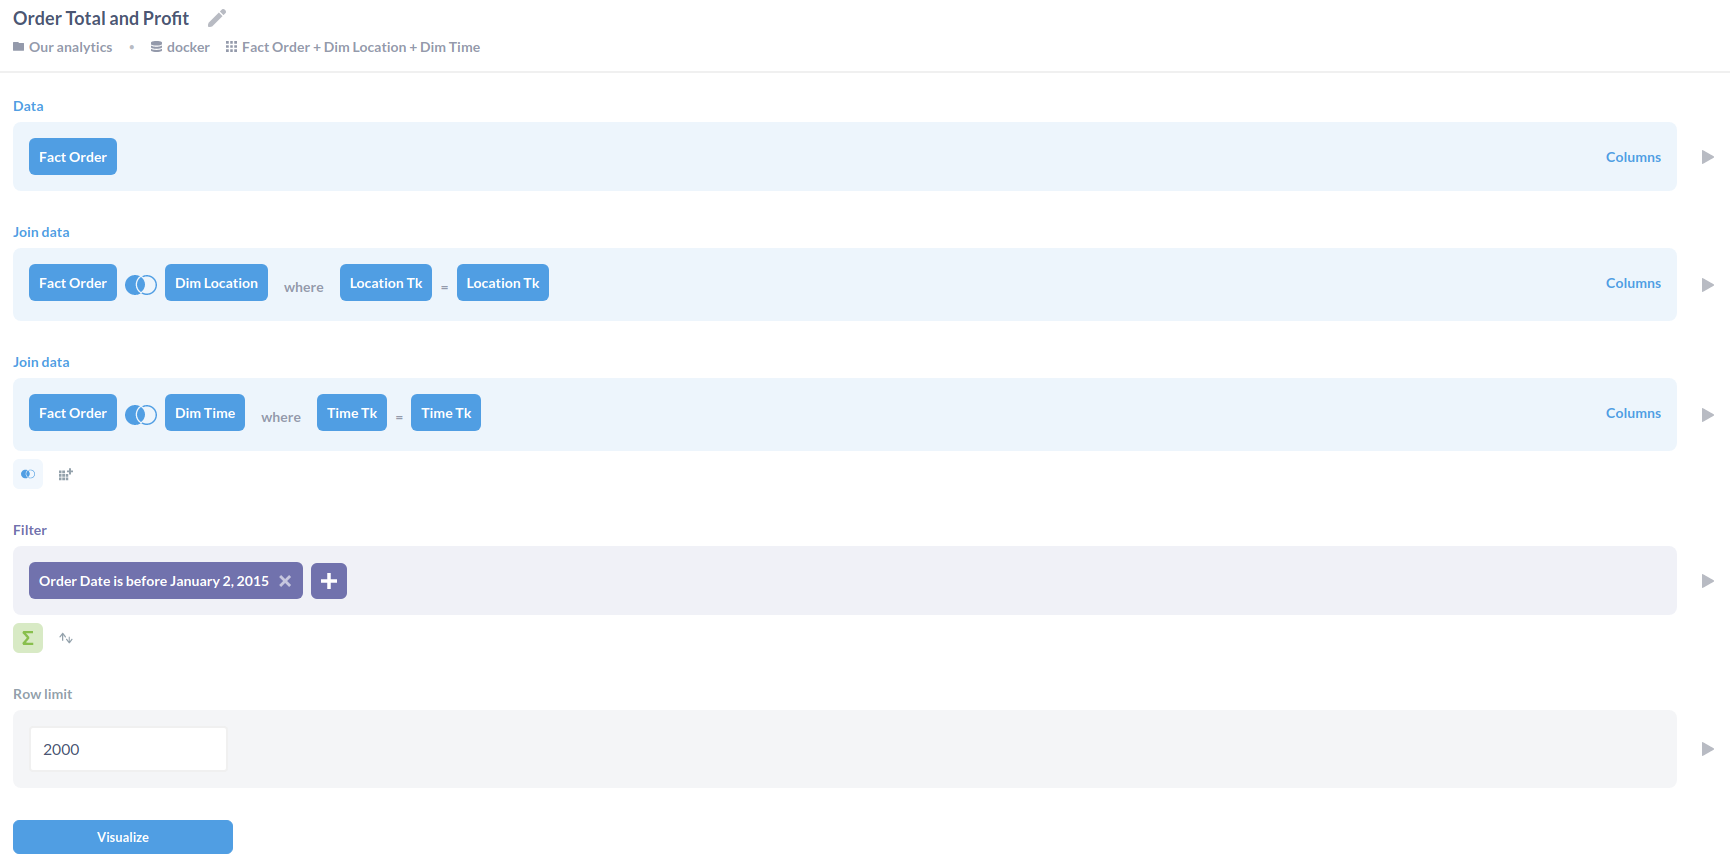 Order Total and Profit
Our analytics • docker Fact Order + Dim Location + Dim Time
Data
Fact Order Columns
Join data
Fact Order Dim Location where Location Tk = Location Tk Columns
Join data
Fact Order Dim Time where Time Tk = Time Tk Columns
Filter
Order Date is before January 2, 2015
Row limit
2000
Visualize